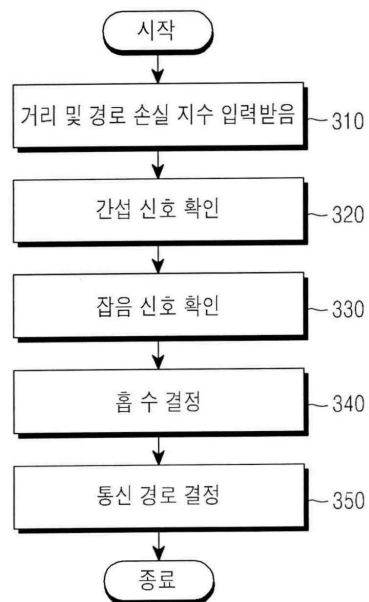 시작
거리 및 경로 손실 지수 입력받음 310
간섭 신호 확인 320
잡음 신호 확인 330
홉 수 결정 340
통신 경로 결정 350
종료